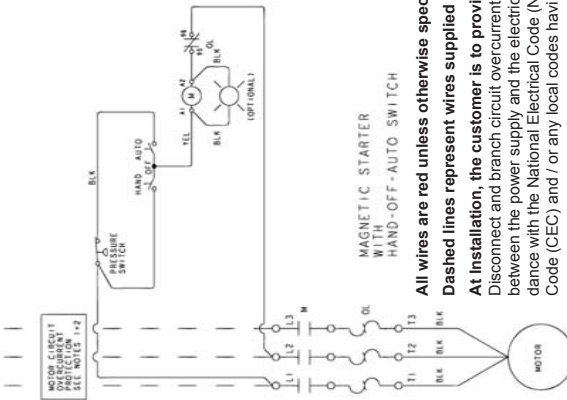 MOTOR CIRCUIT
OVERCURRENT
PROTECTION
SEE NOTES 1+2
PRESSURE
SWITCH
BLK
HAND
OFF
AUTO
YEL
A1
M
A2
BLK
BLK
(OPTIONAL)
95
96
OL
L1
L2
L3
M
OL
T1
T2
T3
BLK
BLK
BLK
MOTOR
MAGNETIC STARTER
WITH
HAND-OFF-AUTO SWITCH
All wires are red unless otherwise spec
Dashed lines represent wires supplied
At Installation, the customer is to provi
Disconnect and branch circuit overcurrent
between the power supply and the electric
dance with the National Electrical Code (N
Code (CEC) and / or any local codes havi